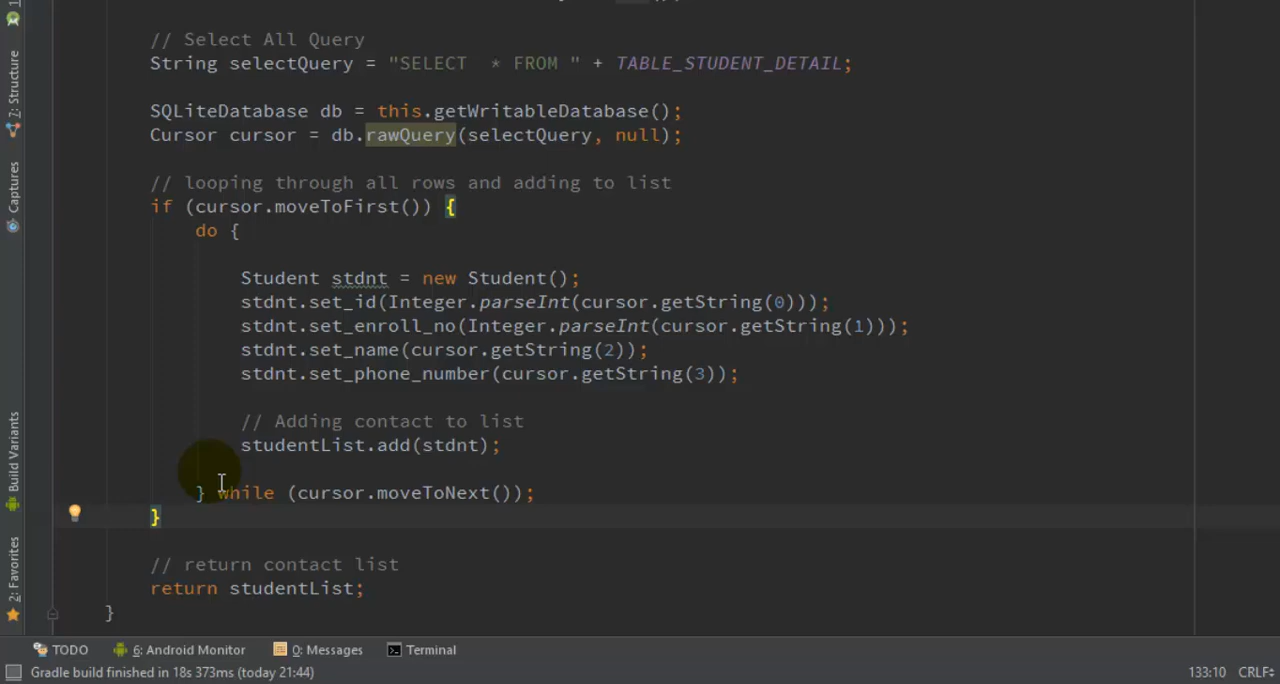 // Select All Query
String selectQuery = "SELECT  * FROM " + TABLE_STUDENT_DETAIL;
SQLiteDatabase db = this.getWritableDatabase();
Cursor cursor = db.rawQuery(selectQuery, null);
// looping through all rows and adding to list
if (cursor.moveToFirst()) {
do {
Student stdnt = new Student();
stdnt.set_id(Integer.parseInt(cursor.getString(0)));
stdnt.set_enroll_no(Integer.parseInt(cursor.getString(1)));
stdnt.set_name(cursor.getString(2));
stdnt.set_phone_number(cursor.getString(3));
// Adding contact to list
studentList.add(stdnt);
} while (cursor.moveToNext());
}
// return contact list
return studentList;
}
7: Structure
Captures
Build Variants
2: Favorites
TODO
6: Android Monitor
0: Messages
Terminal
Gradle build finished in 18s 373ms (today 21:44)
133:10
CRLF